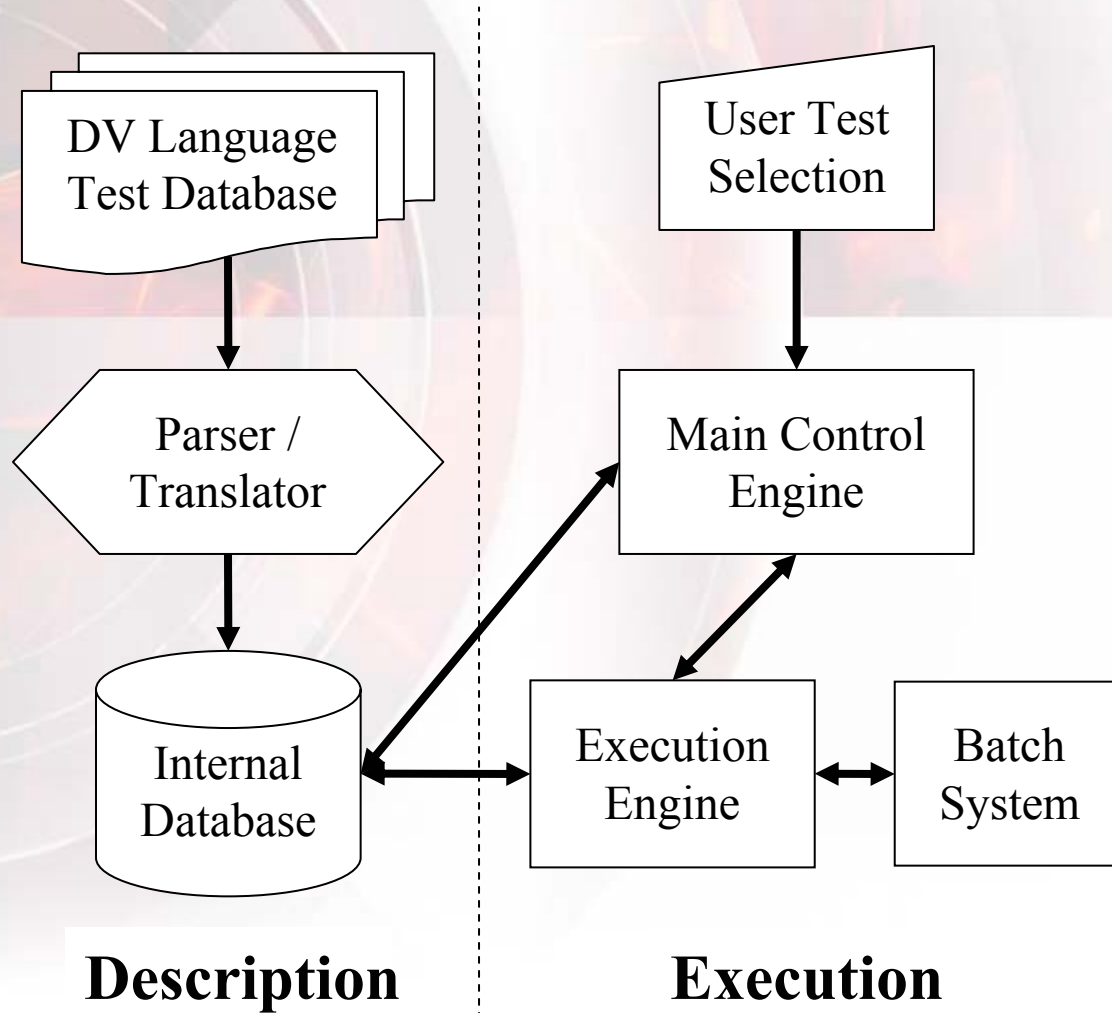 DV Language
Test Database
User Test
Selection
Parser /
Translator
Main Control
Engine
Internal
Database
Execution
Engine
Batch
System
Description
Execution